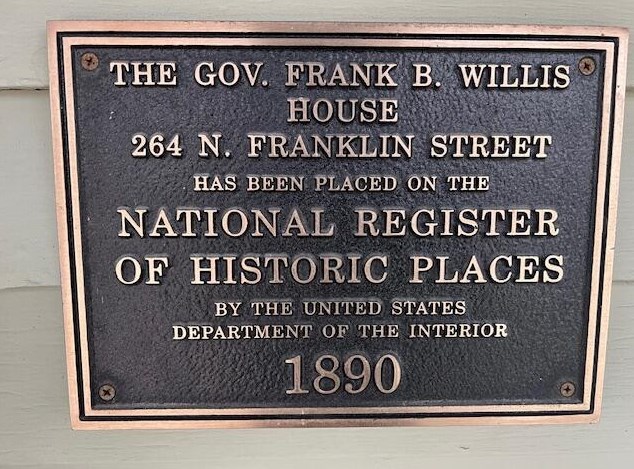 THE GOV. FRANK B. WILLIS
HOUSE
264 N. FRANKLIN STREET
HAS BEEN PLACED ON THE
NATIONAL REGISTER
OF HISTORIC PLACES
BY THE UNITED STATES
DEPARTMENT OF THE INTERIOR
1890